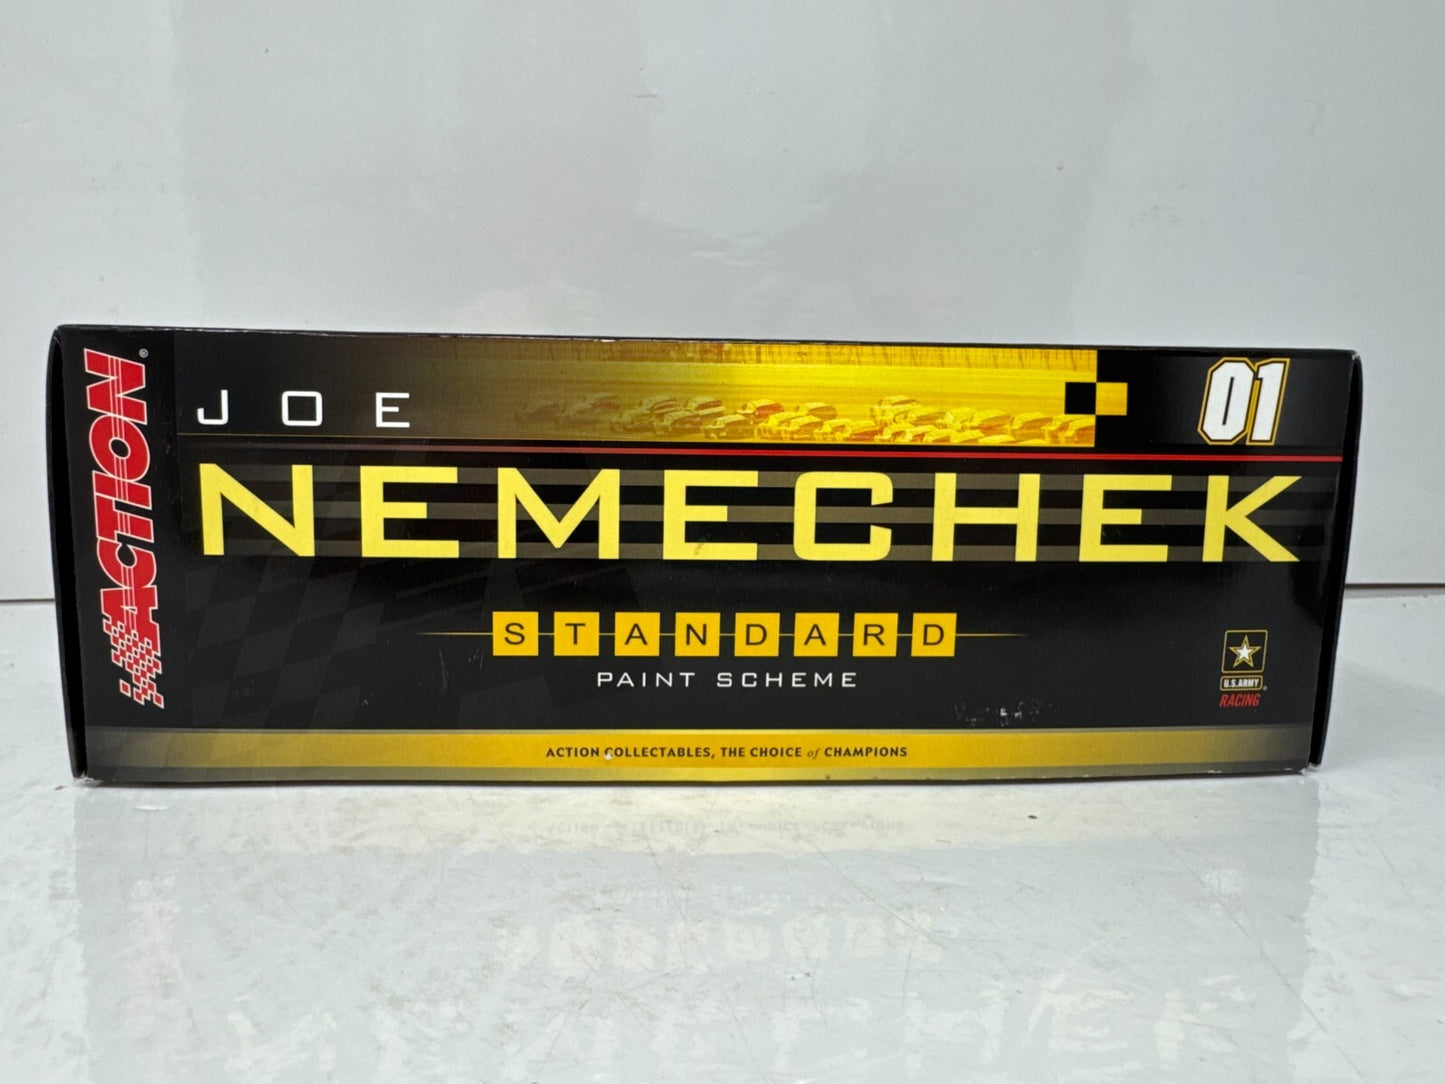 ACTION®
JOE
01
NEMECHEK
STANDARD
PAINT SCHEME
U.S.ARMY®
RACING
ACTION COLLECTABLES, THE CHOICE of CHAMPIONS